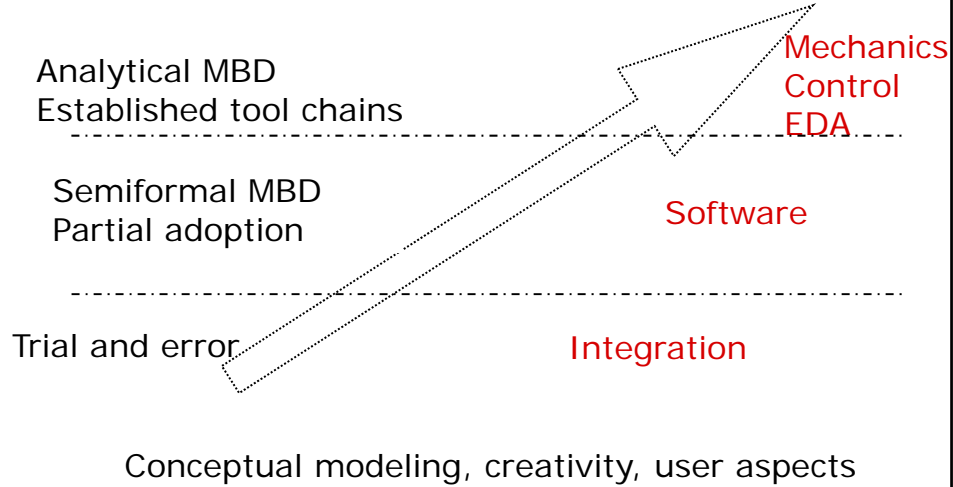 Analytical MBD
Established tool chains
Mechanics
Control
EDA
Semiformal MBD
Partial adoption
Software
Trial and error
Integration
Conceptual modeling, creativity, user aspects